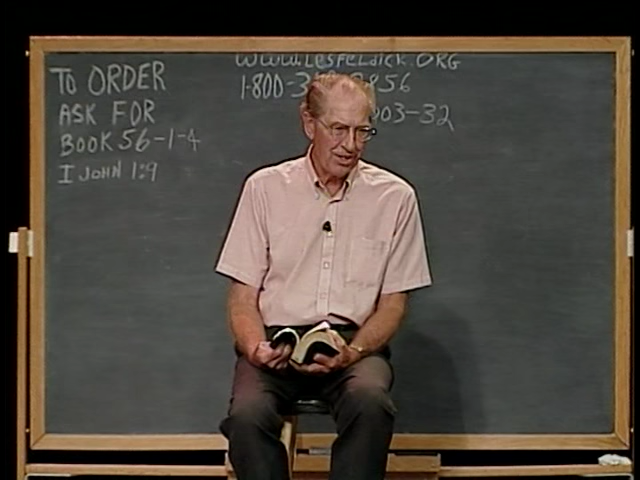 TO ORDER
ASK FOR
BOOK 56-1-4
I JOHN 1:9
WWW.LESFELDICK.ORG
1-800-3 856
003-32